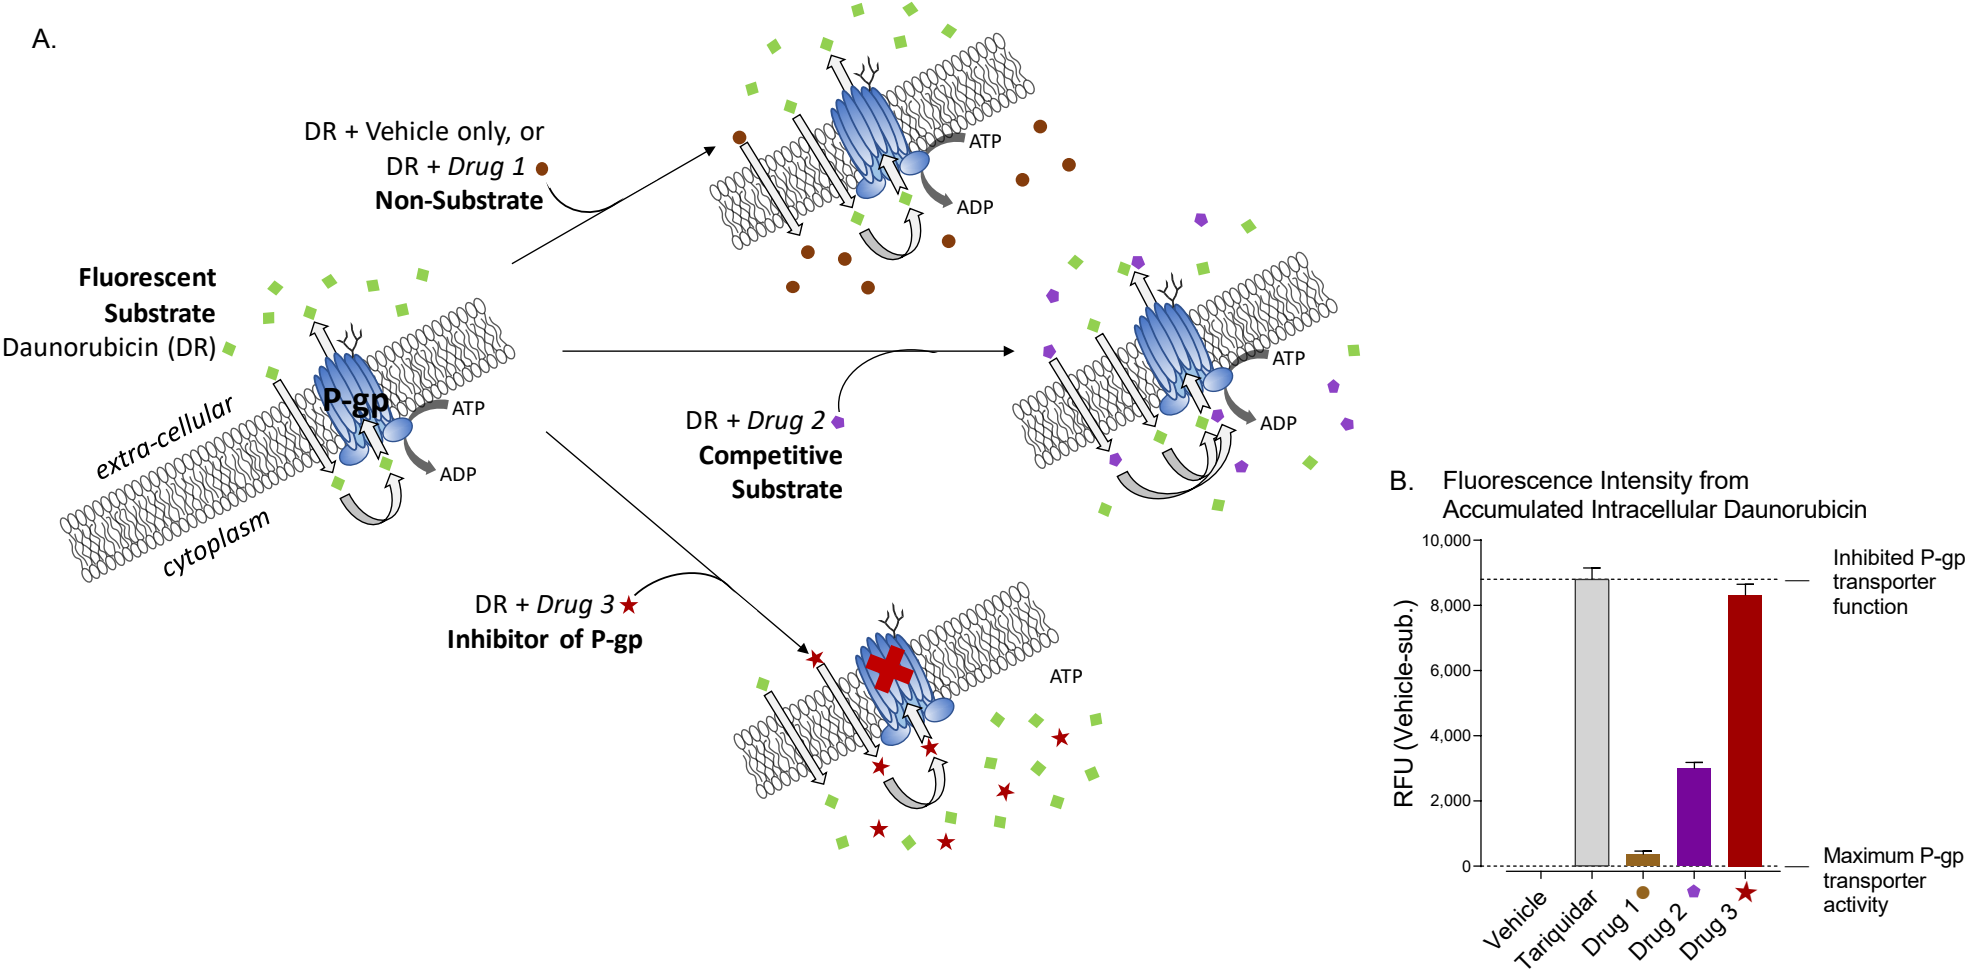 A.
DR + Vehicle only, or
DR + Drug 1
Non-Substrate
ATP
ADP
Fluorescent
Substrate
Daunorubicin (DR)
extra-cellular
cytoplasm
P-gp
ATP
ADP
DR + Drug 2
Competitive
Substrate
ATP
ADP
DR + Drug 3
Inhibitor of P-gp
ATP
B. Fluorescence Intensity from
Accumulated Intracellular Daunorubicin
RFU (Vehicle-sub.)
10,000
8,000
6,000
4,000
2,000
0
Inhibited P-gp
transporter
function
Maximum P-gp
transporter
activity
Vehicle
Tariquidar
Drug 1
Drug 2
Drug 3